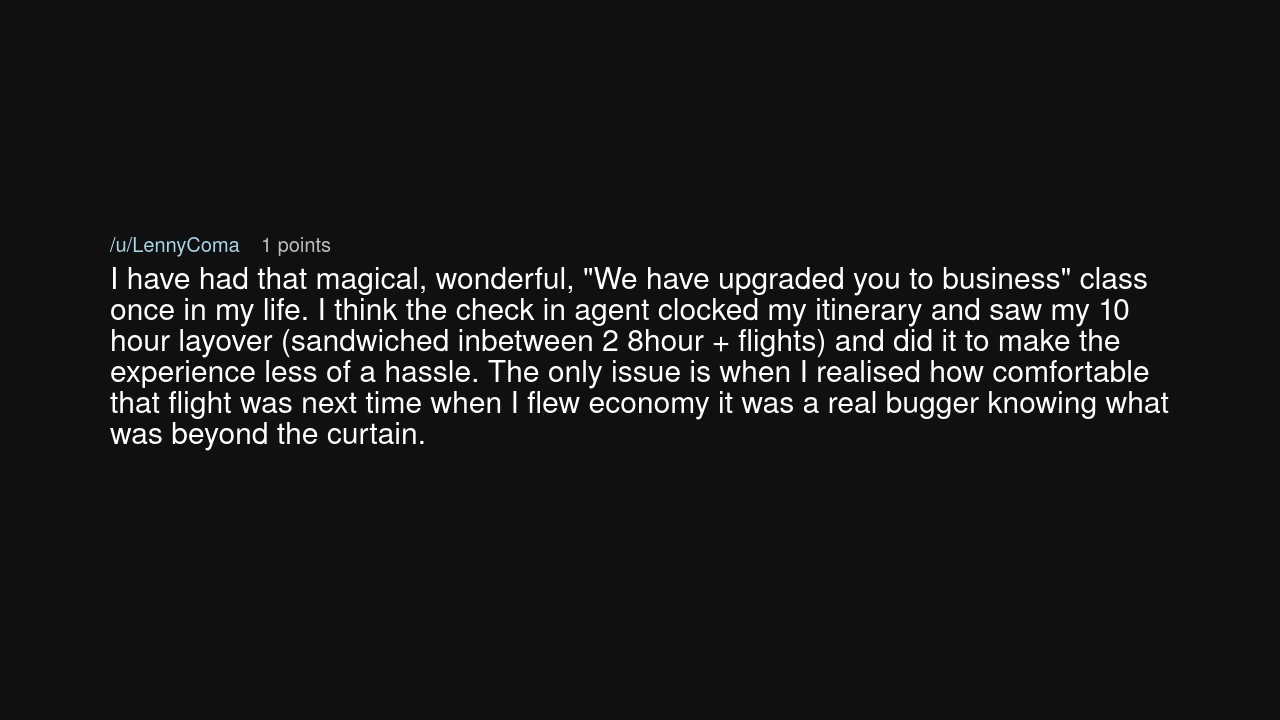 /u/LennyComa 1 points
I have had that magical, wonderful, "We have upgraded you to business" class
once in my life. I think the check in agent clocked my itinerary and saw my 10
hour layover (sandwiched inbetween 2 8hour + flights) and did it to make the
experience less of a hassle. The only issue is when I realised how comfortable
that flight was next time when I flew economy it was a real bugger knowing what
was beyond the curtain.